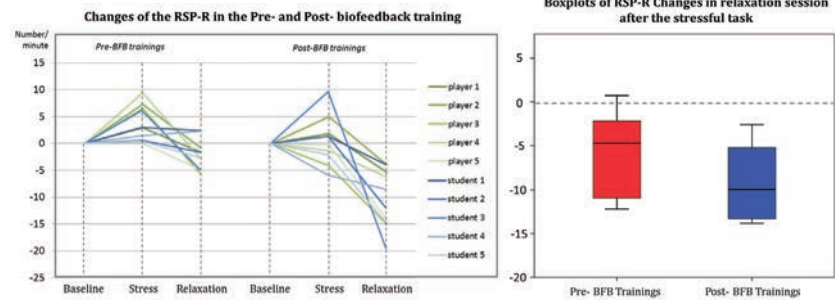 Changes of the RSP-R in the Pre- and Post- biofeedback training
Number/
minute
Pre-BFB trainings
Post-BFB trainings
15
10
5
0
-5
-10
-15
-20
-25
Baseline
Stress
Relaxation
Baseline
Stress
Relaxation
player 1
player 2
player 3
player 4
player 5
student 1
student 2
student 3
student 4
student 5
Boxplots of RSP-R Changes in relaxation session
after the stressful task
5
0
-5
-10
-15
-20
Pre- BFB Trainings
Post- BFB Trainings